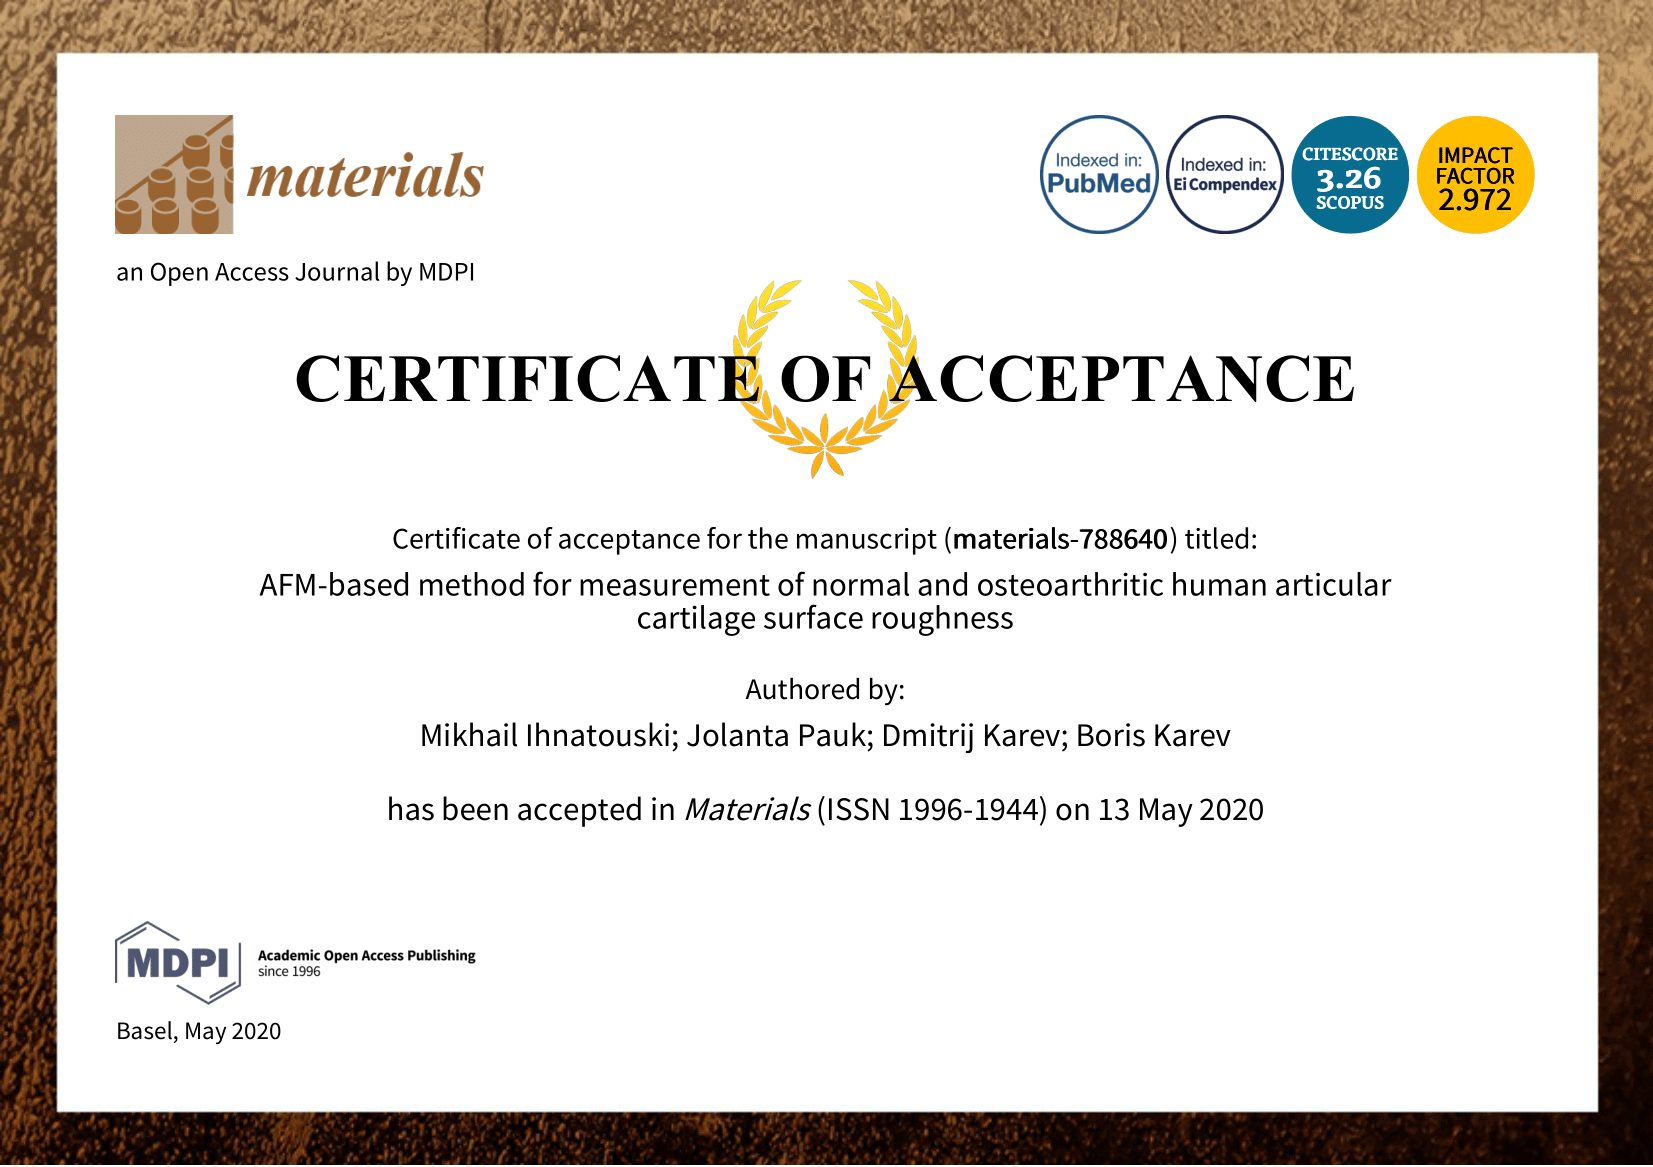 materials
an Open Access Journal by MDPI
Indexed in:
PubMed
Indexed in:
Ei Compendex
CITESCORE
3.26
SCOPUS
IMPACT
FACTOR
2.972
CERTIFICATE OF ACCEPTANCE
Certificate of acceptance for the manuscript (materials-788640) titled:
AFM-based method for measurement of normal and osteoarthritic human articular
cartilage surface roughness
Authored by:
Mikhail Ihnatouski; Jolanta Pauk; Dmitrij Karev; Boris Karev
has been accepted in Materials (ISSN 1996-1944) on 13 May 2020
MDPI
Academic Open Access Publishing
since 1996
Basel, May 2020